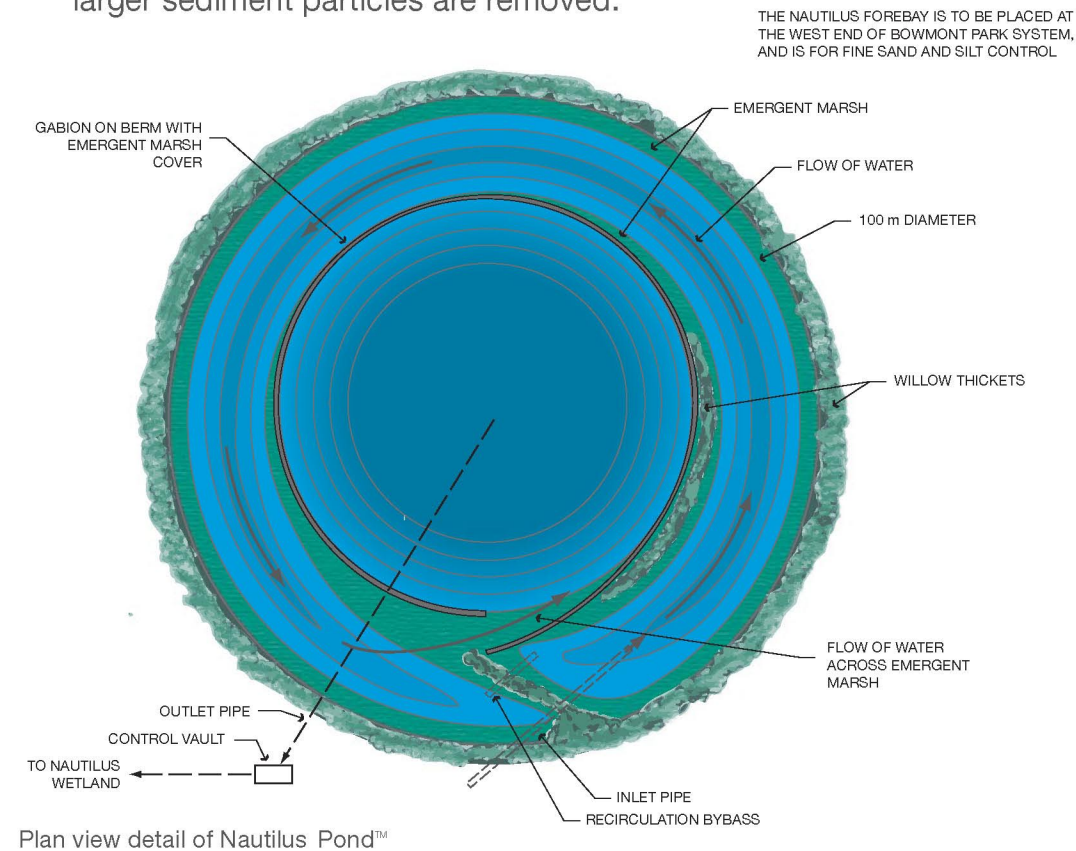 larger sediment particles are removed.
THE NAUTILUS FOREBAY IS TO BE PLACED AT
THE WEST END OF BOWMONT PARK SYSTEM,
AND IS FOR FINE SAND AND SILT CONTROL
GABION ON BERM WITH
EMERGENT MARSH
COVER
EMERGENT MARSH
FLOW OF WATER
100 m DIAMETER
WILLOW THICKETS
FLOW OF WATER
ACROSS EMERGENT
MARSH
OUTLET PIPE
CONTROL VAULT
TO NAUTILUS
WETLAND
INLET PIPE
RECIRCULATION BYBASS
Plan view detail of Nautilus Pond™